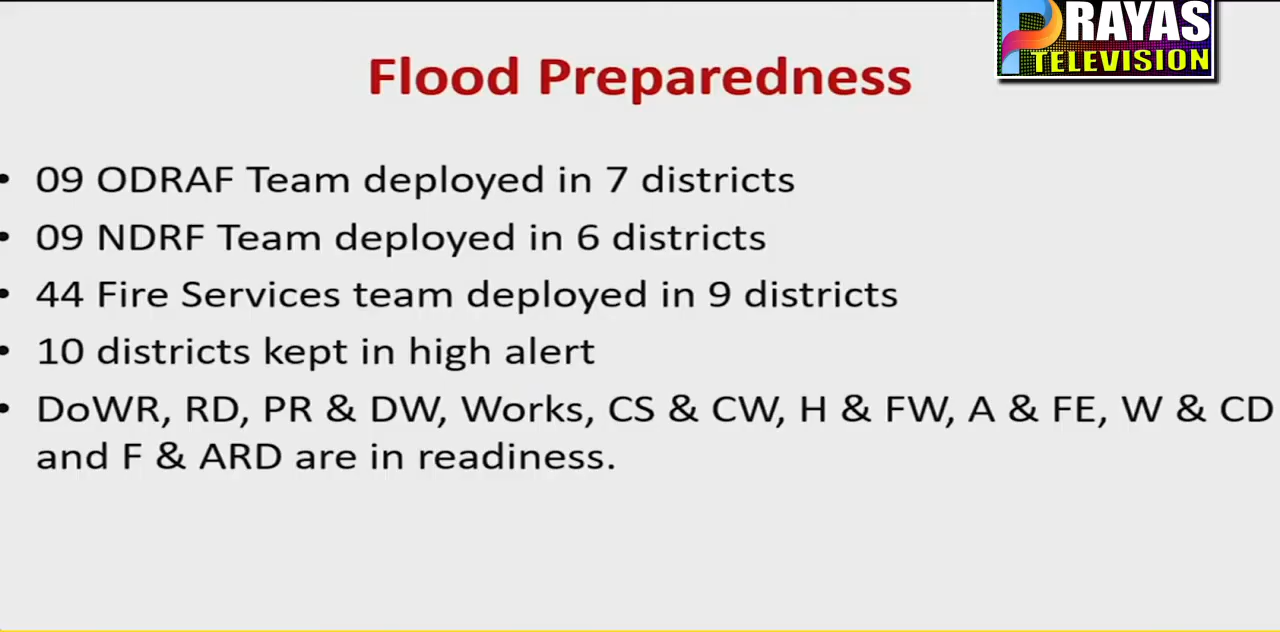 PRAYAS
TELEVISION
Flood Preparedness
• 09 ODRAF Team deployed in 7 districts
• 09 NDRF Team deployed in 6 districts
• 44 Fire Services team deployed in 9 districts
• 10 districts kept in high alert
• DoWR, RD, PR & DW, Works, CS & CW, H & FW, A & FE, W & CD
and F & ARD are in readiness.